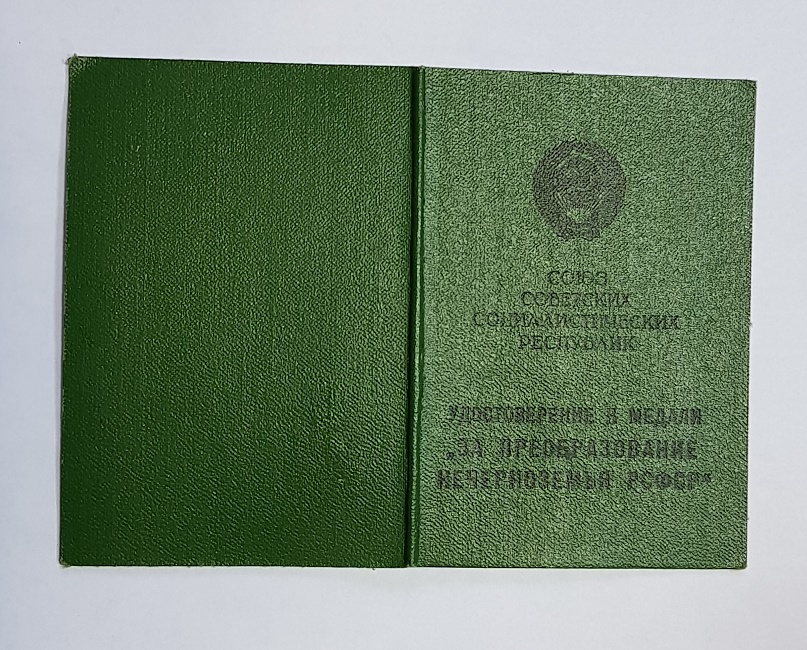 СОЮЗ
СОВЕТСКИХ
СОЦИАЛИСТИЧЕСКИХ
РЕСПУБЛИК
УДОСТОВЕРЕНИЕ К МЕДАЛИ
„ЗА ПРЕОБРАЗОВАНИЕ
НЕЧЕРНОЗЕМЬЯ РСФСР“